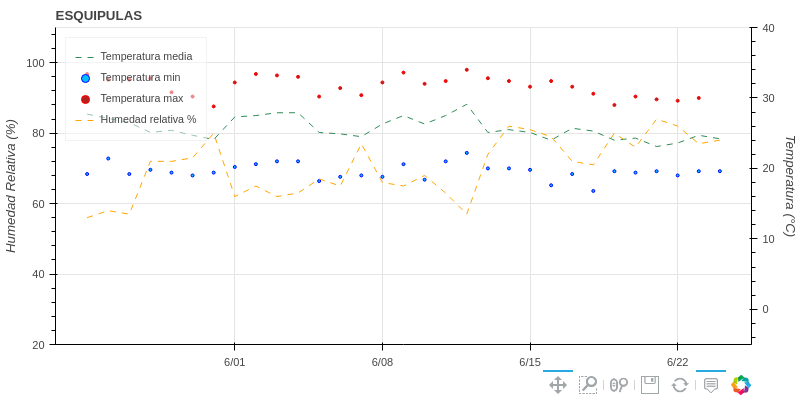 ESQUIPULAS
Temperatura media
Temperatura min
Temperatura max
Humedad relativa %
Humedad Relativa (%)
100
80
60
40
20
40
30
20
10
0
Temperatura (°C)
6/01
6/08
6/15
6/22